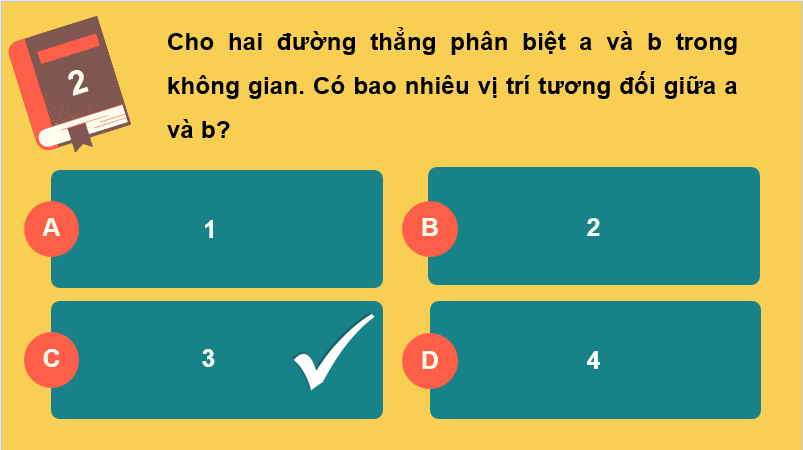 2
Cho hai đường thẳng phân biệt a và b trong
không gian. Có bao nhiêu vị trí tương đối giữa a
và b?
A
1
B
2
C
3
D
4